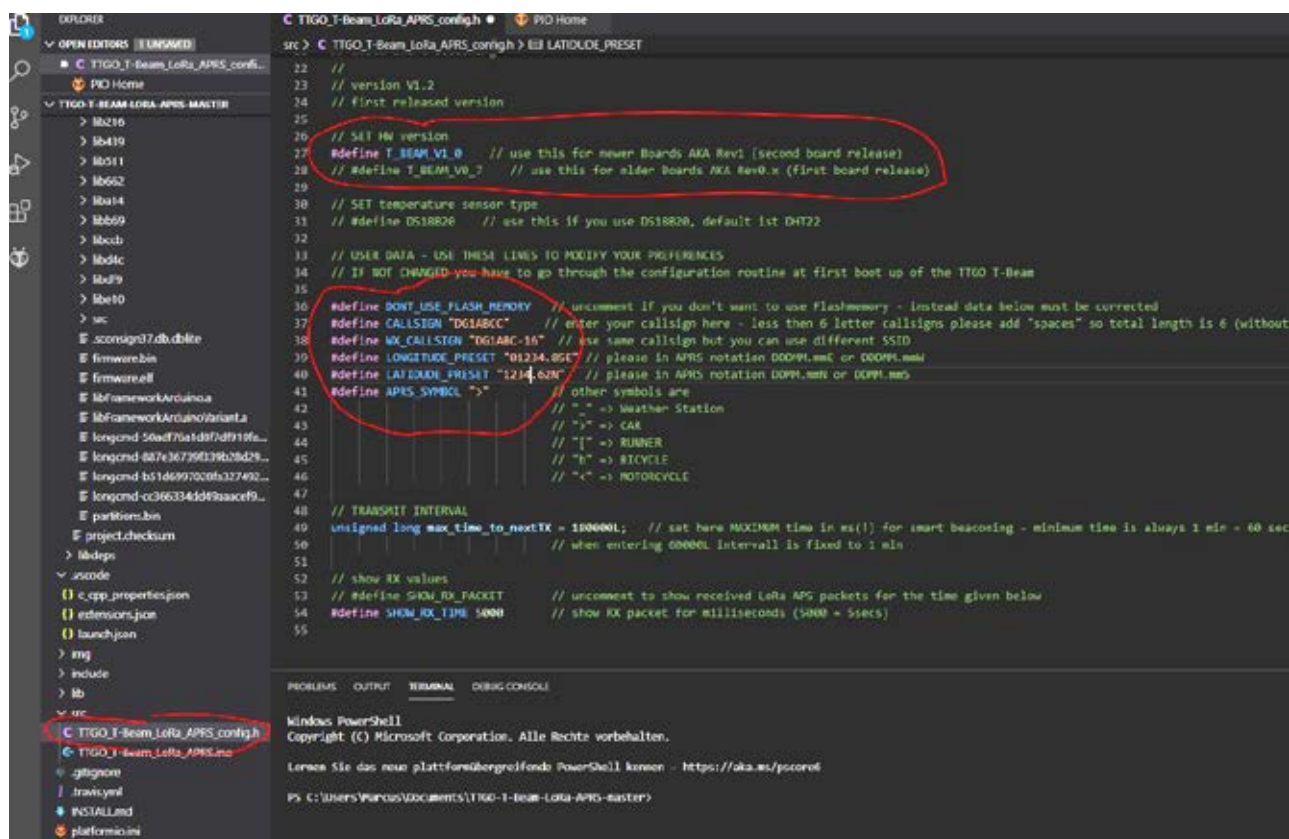 EXPLORER
OPEN EDITORS 1 UNSAVED
C TTGO_T-Beam_LoRa_APRS_confi...
PIO Home
TTGO-T-BEAM-LORA-APRS-MASTER
> lib216
> lib439
> lib511
> lib662
> liba14
> libb69
> libccb
> libd4c
> libdf9
> libe10
> src
.sconsign37.db.dblite
firmware.bin
firmware.elf
libFrameworkArduino.a
libFrameworkArduinoVariant.a
partitions.bin
project.checksum
> libdeps
.vscode
{} c_cpp_properties.json
{} extensions.json
{} launch.json
> img
> include
> lib
src
C TTGO_T-Beam_LoRa_APRS_config.h
TTGO_T-Beam_LoRa_APRS.ino
.gitignore
.travis.yml
INSTALL.md
platformio.ini
C TTGO_T-Beam_LoRa_APRS_config.h ● PIO Home
src > C TTGO_T-Beam_LoRa_APRS_config.h > LATIDUDE_PRESET
22 //
23 // version V1.2
24 // first released version
25
26 // SET HW version
27 #define T_BEAM_V1_0 // use this for newer Boards AKA Rev1 (second board release)
28 // #define T_BEAM_V0_7 // use this for older Boards AKA Rev0.x (first board release)
29
30 // SET temperature sensor type
31 // #define DS18B20 // use this if you use DS18B20, default ist DHT22
32
33 // USER DATA - USE THESE LINES TO MODIFY YOUR PREFERENCES
34 // IF NOT CHANGED you have to go through the configuration routine at first boot up of the TTGO T-Beam
35
36 #define DONT_USE_FLASH_MEMORY // uncomment if you don't want to use Flashmemory - instead data below must be corrected
37 #define CALLSIGN "DG1ABCC" // enter your callsign here - less then 6 letter callsigns please add "spaces" so total length is 6 (without
38 #define WX_CALLSIGN "DG1ABC-16" // use same callsign but you can use different SSID
39 #define LONGITUDE_PRESET "01234.85E" // please in APRS notation DDDMM.mmE or DDDMM.mmW
40 #define LATIDUDE_PRESET "1234.62N" // please in APRS notation DDMM.mmN or DDMM.mmS
41 #define APRS_SYMBOL ">" // other symbols are
42 // "_" => Weather Station
43 // ">" => CAR
44 // "[" => RUNNER
45 // "b" => BICYCLE
46 // "<" => MOTORCYCLE
47
48 // TRANSMIT INTERVAL
49 unsigned long max_time_to_nextTX = 180000L; // set here MAXIMUM time in ms(!) for smart beaconing - minimum time is always 1 min = 60 sec
50 // when entering 60000L intervall is fixed to 1 min
51
52 // show RX values
53 // #define SHOW_RX_PACKET // uncomment to show received LoRa APS packets for the time given below
54 #define SHOW_RX_TIME 5000 // show RX packet for milliseconds (5000 = 5secs)
55
PROBLEMS OUTPUT TERMINAL DEBUG CONSOLE
Windows PowerShell
Copyright (C) Microsoft Corporation. Alle Rechte vorbehalten.
Lernen Sie das neue plattformübergreifende PowerShell kennen – https://aka.ms/pscore6
PS C:\Users\Marcus\Documents\TTGO-T-Beam-LoRa-APRS-master>